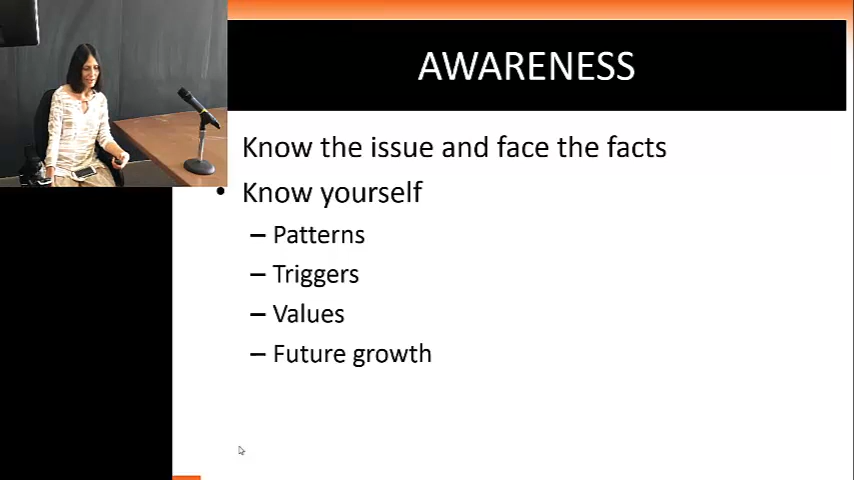 AWARENESS
Know the issue and face the facts
• Know yourself
– Patterns
– Triggers
– Values
– Future growth